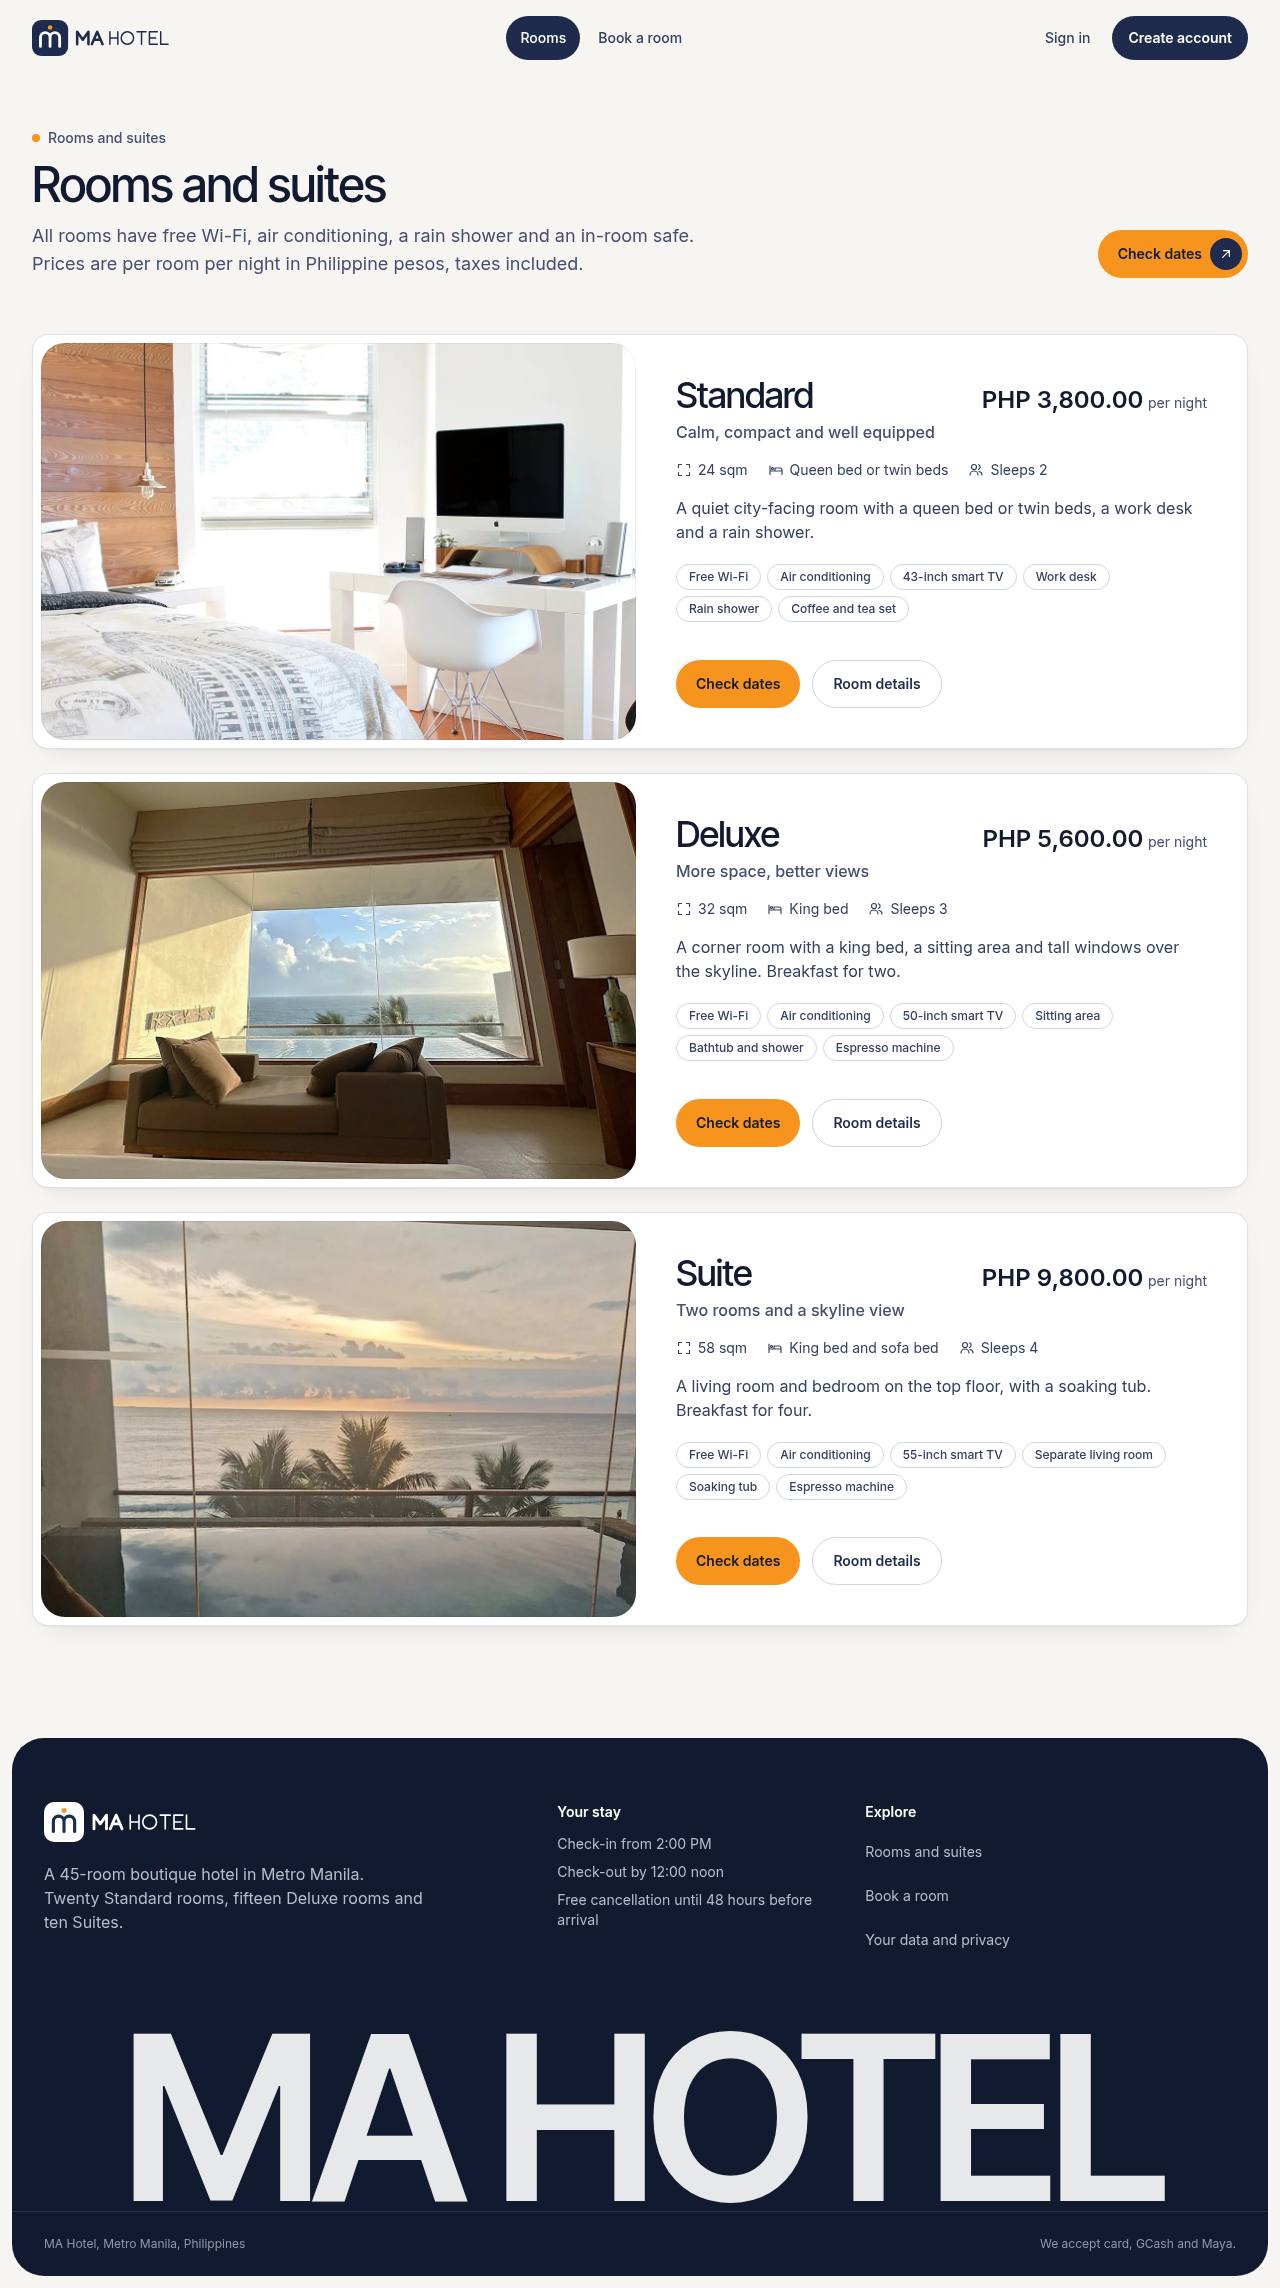 MA HOTEL
Rooms
Book a room
Sign in
Create account
Rooms and suites
Rooms and suites
All rooms have free Wi-Fi, air conditioning, a rain shower and an in-room safe.
Prices are per room per night in Philippine pesos, taxes included.
Check dates
Standard
PHP 3,800.00 per night
Calm, compact and well equipped
24 sqm
Queen bed or twin beds
Sleeps 2
A quiet city-facing room with a queen bed or twin beds, a work desk
and a rain shower.
Free Wi-Fi
Air conditioning
43-inch smart TV
Work desk
Rain shower
Coffee and tea set
Check dates
Room details
Deluxe
PHP 5,600.00 per night
More space, better views
32 sqm
King bed
Sleeps 3
A corner room with a king bed, a sitting area and tall windows over
the skyline. Breakfast for two.
Free Wi-Fi
Air conditioning
50-inch smart TV
Sitting area
Bathtub and shower
Espresso machine
Check dates
Room details
Suite
PHP 9,800.00 per night
Two rooms and a skyline view
58 sqm
King bed and sofa bed
Sleeps 4
A living room and bedroom on the top floor, with a soaking tub.
Breakfast for four.
Free Wi-Fi
Air conditioning
55-inch smart TV
Separate living room
Soaking tub
Espresso machine
Check dates
Room details
MA HOTEL
A 45-room boutique hotel in Metro Manila.
Twenty Standard rooms, fifteen Deluxe rooms and
ten Suites.
Your stay
Check-in from 2:00 PM
Check-out by 12:00 noon
Free cancellation until 48 hours before
arrival
Explore
Rooms and suites
Book a room
Your data and privacy
MA HOTEL
MA Hotel, Metro Manila, Philippines
We accept card, GCash and Maya.